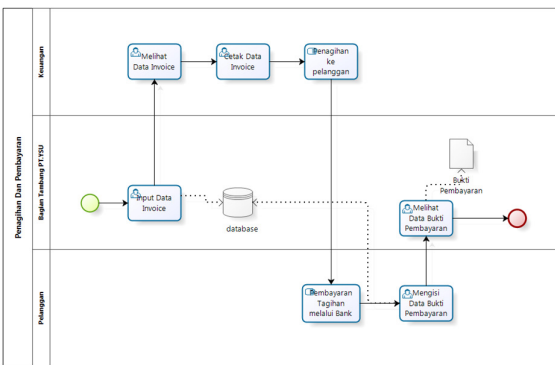 Penagihan Dan Pembayaran
Keuangan
Melihat
Data Invoice
Cetak Data
Invoice
Penagihan
ke
pelanggan
Bagian Tambang PT.YSU
Input Data
Invoice
database
Bukti
Pembayaran
Melihat
Data Bukti
Pembayaran
Pelanggan
Pembayaran
Tagihan
melalui Bank
Mengisi
Data Bukti
Pembayaran